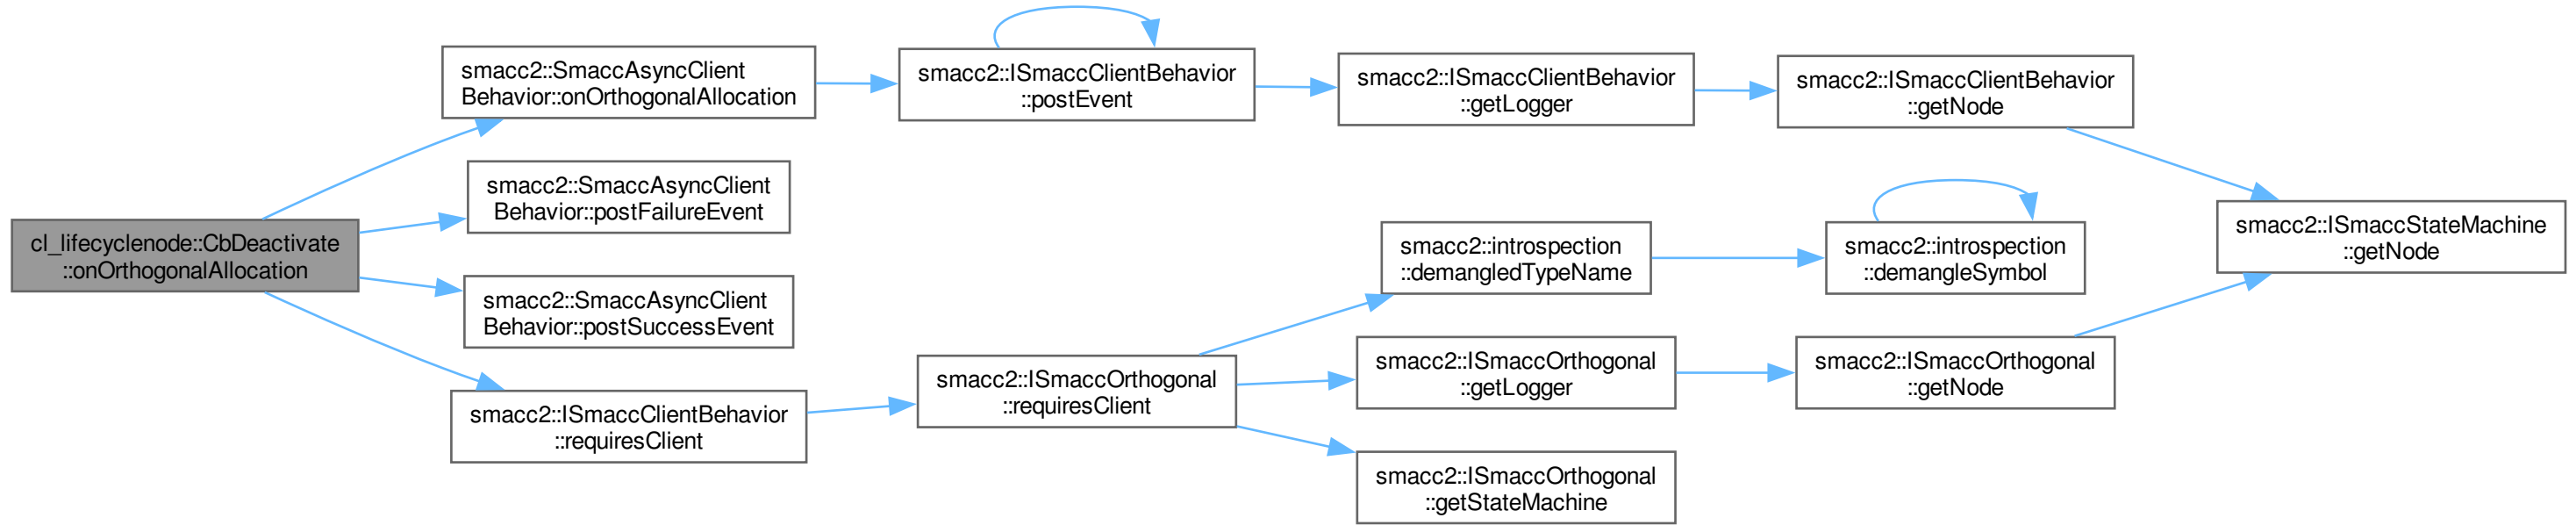 cl_lifecyclenode::CbDeactivate
::onOrthogonalAllocation
smacc2::SmaccAsyncClient
Behavior::onOrthogonalAllocation
smacc2::ISmaccClientBehavior
::postEvent
smacc2::ISmaccClientBehavior
::getLogger
smacc2::ISmaccClientBehavior
::getNode
smacc2::ISmaccStateMachine
::getNode
smacc2::SmaccAsyncClient
Behavior::postFailureEvent
smacc2::SmaccAsyncClient
Behavior::postSuccessEvent
smacc2::ISmaccClientBehavior
::requiresClient
smacc2::ISmaccOrthogonal
::requiresClient
smacc2::introspection
::demangledTypeName
smacc2::introspection
::demangleSymbol
smacc2::ISmaccOrthogonal
::getLogger
smacc2::ISmaccOrthogonal
::getNode
smacc2::ISmaccOrthogonal
::getStateMachine